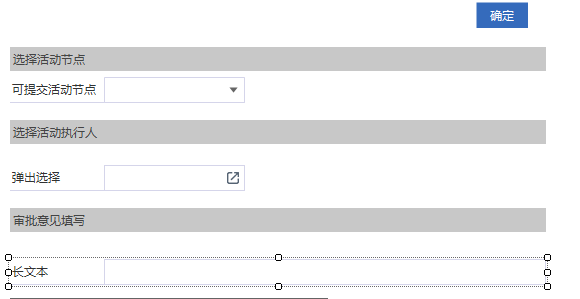 确定
选择活动节点
可提交活动节点
选择活动执行人
弹出选择
审批意见填写
长文本